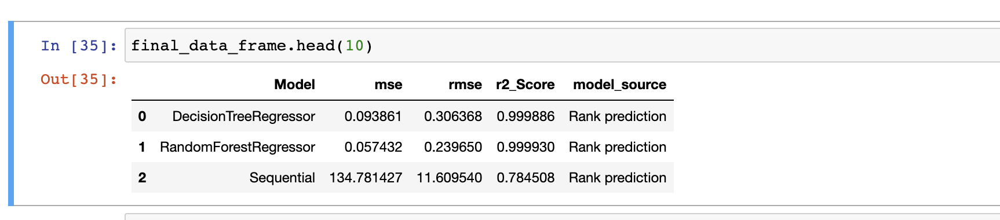 In [35]: final_data_frame.head(10)
Out[35]:
Model mse rmse r2_Score model_source
0 DecisionTreeRegressor 0.093861 0.306368 0.999886 Rank prediction
1 RandomForestRegressor 0.057432 0.239650 0.999930 Rank prediction
2 Sequential 134.781427 11.609540 0.784508 Rank prediction